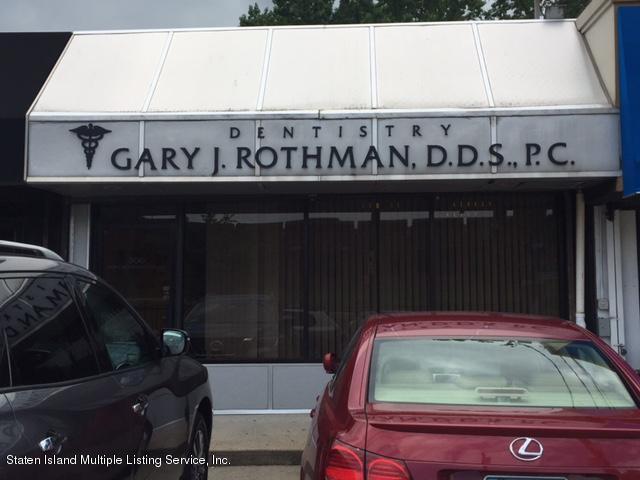 DENTISTRY
GARY J. ROTHMAN, D.D.S., P.C.
Staten Island Multiple Listing Service, Inc.